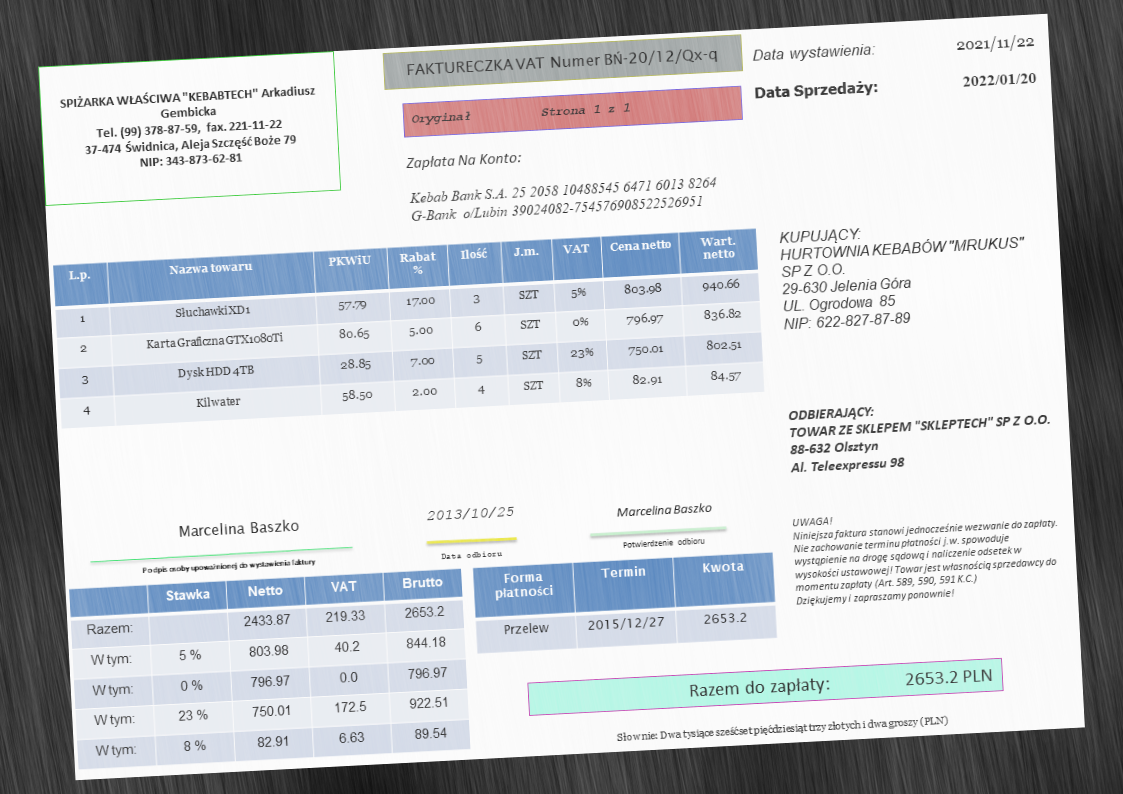 SPIŻARKA WŁAŚCIWA "KEBABTECH" Arkadiusz
Gembicka
Tel. (99) 378-87-59, fax. 221-11-22
37-474 Świdnica, Aleja Szczęść Boże 79
NIP: 343-873-62-81
FAKTURECZKA VAT Numer BŃ-20/12/Qx-q
Oryginał Strona 1 z 1
Data wystawienia: 2021/11/22
Data Sprzedaży: 2022/01/20
Zapłata Na Konto:
Kebab Bank S.A. 25 2058 10488545 6471 6013 8264
G-Bank o/Lubin 39024082-754576908522526951
L.p. Nazwa towaru PKWiU Rabat % Ilość J.m. VAT Cena netto Wart. netto
1 Słuchawki XD1 57.79 17.00 3 SZT 5% 803.98 940.66
2 Karta Graficzna GTX1080Ti 80.65 5.00 6 SZT 0% 796.97 836.82
3 Dysk HDD 4TB 28.85 7.00 5 SZT 23% 750.01 802.51
4 Kilwater 58.50 2.00 4 SZT 8% 82.91 84.57
KUPUJĄCY:
HURTOWNIA KEBABÓW "MRUKUS"
SP Z O.O.
29-630 Jelenia Góra
UL. Ogrodowa 85
NIP: 622-827-87-89
ODBIERAJĄCY:
TOWAR ZE SKLEPEM "SKLEPTECH" SP Z O.O.
88-632 Olsztyn
Al. Teleexpressu 98
Marcelina Baszko
Podpis osoby upoważnionej do wystawienia faktury
2013/10/25
Data odbioru
Marcelina Baszko
Potwierdzenie odbioru
UWAGA!
Niniejsza faktura stanowi jednocześnie wezwanie do zapłaty.
Nie zachowanie terminu płatności j.w. spowoduje
wystąpienie na drogę sądową i naliczenie odsetek w
wysokości ustawowej! Towar jest własnością sprzedawcy do
momentu zapłaty (Art. 589, 590, 591 K.C.)
Dziękujemy i zapraszamy ponownie!
Stawka Netto VAT Brutto
Razem: 2433.87 219.33 2653.2
W tym: 5 % 803.98 40.2 844.18
W tym: 0 % 796.97 0.0 796.97
W tym: 23 % 750.01 172.5 922.51
W tym: 8 % 82.91 6.63 89.54
Forma płatności Termin Kwota
Przelew 2015/12/27 2653.2
Razem do zapłaty: 2653.2 PLN
Słownie: Dwa tysiące sześćset pięćdziesiąt trzy złotych i dwa groszy (PLN)